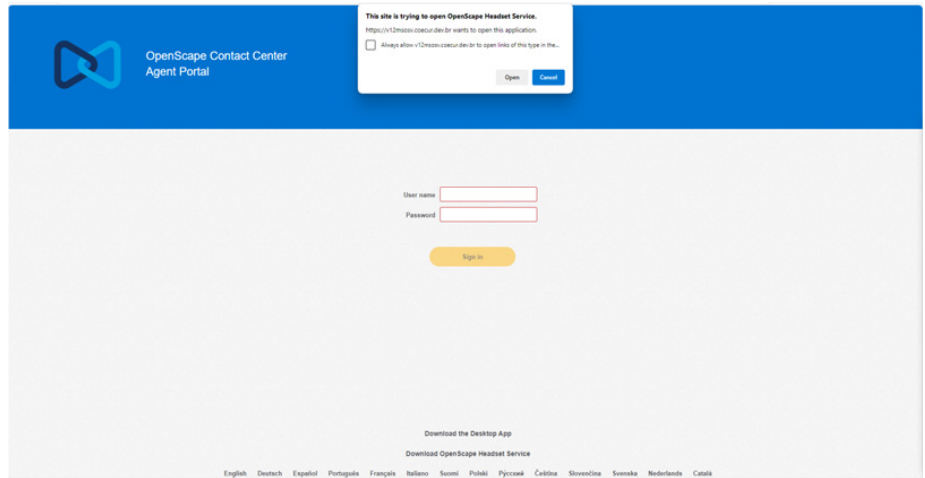 This site is trying to open OpenScape Headset Service.
https://v12msosv.coecur.dev.br wants to open this application.
Always allow v12msosv.coecur.dev.br to open links of this type in the...
Open Cancel
OpenScape Contact Center
Agent Portal
User name
Password
Sign in
Download the Desktop App
Download OpenScape Headset Service
English Deutsch Español Português Français Italiano Suomi Polski Русский Čeština Slovenčina Svenska Nederlands Català